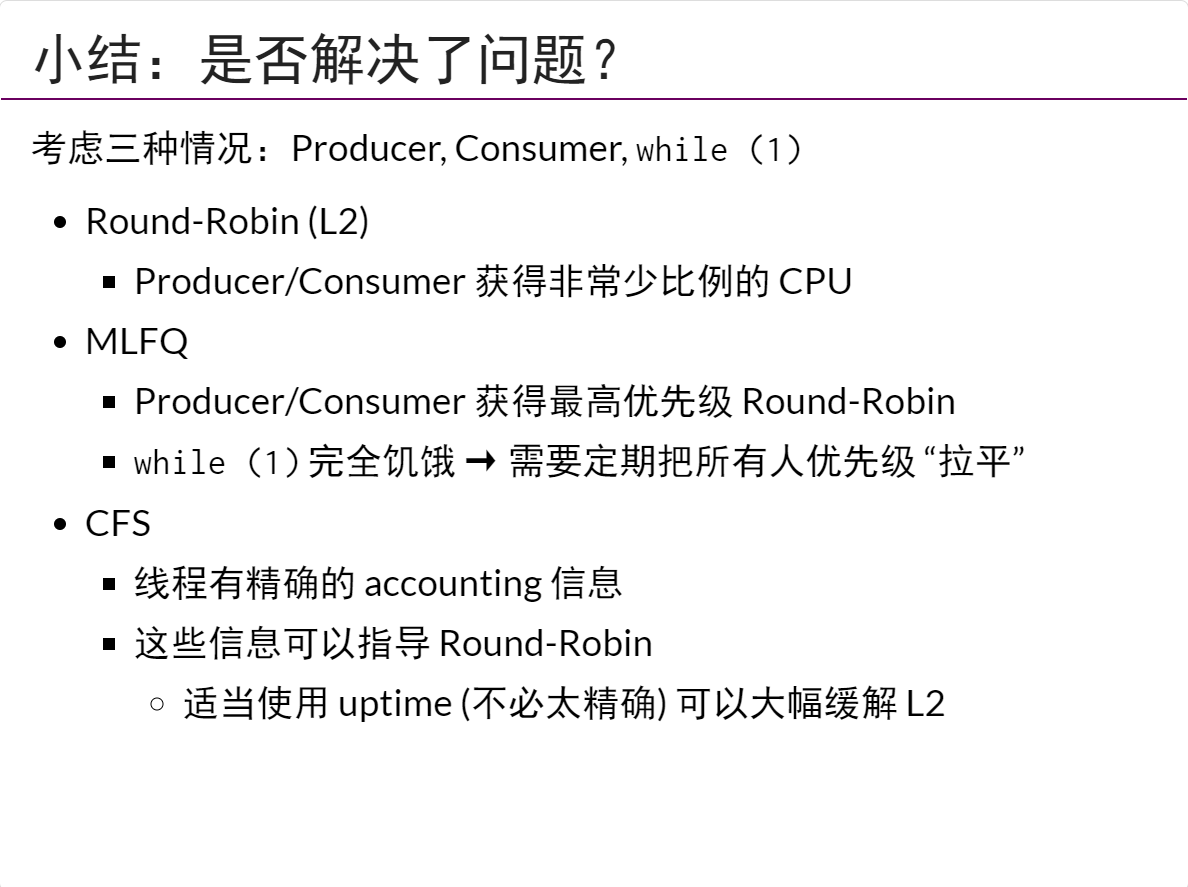 小结：是否解决了问题？
考虑三种情况：Producer, Consumer, while (1)
Round-Robin (L2)
Producer/Consumer 获得非常少比例的 CPU
MLFQ
Producer/Consumer 获得最高优先级 Round-Robin
while (1) 完全饥饿 → 需要定期把所有人优先级 “拉平”
CFS
线程有精确的 accounting 信息
这些信息可以指导 Round-Robin
适当使用 uptime (不必太精确) 可以大幅缓解 L2